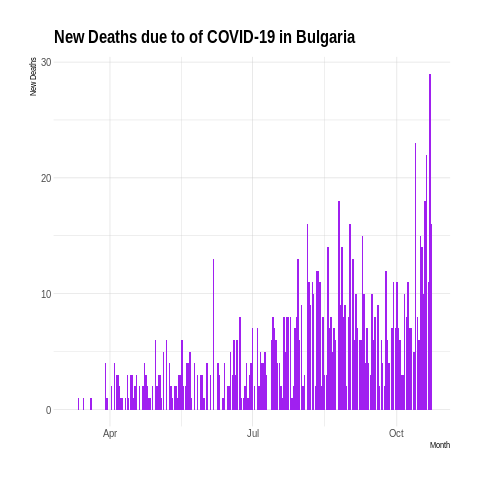 New Deaths due to of COVID-19 in Bulgaria
New Deaths
30
20
10
0
Apr
Jul
Oct
Month